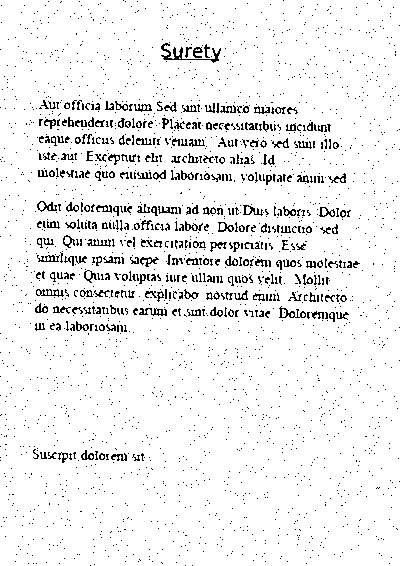 Surety
Aut officia laborum Sed sint ullamco maiores
reprehenderit dolore. Placeat necessitatibus incidunt
eaque officiis deleniti veniam. Aut vero sed sunt illo
iste aut. Excepturi elit architecto alias. Id
molestiae quo euismod laboriosam, voluptate anim sed
Odit doloremque aliquam ad non ut Duis laboris. Dolor
enim soluta nulla officia labore. Dolore distinctio sed
qui. Qui anim vel exercitation perspiciatis. Esse
similique ipsam saepe. Inventore dolorem quos molestiae
et quae. Quia voluptas iure ullam quos velit. Mollit
omnis consectetur explicabo nostrud enim. Architecto
do necessitatibus earum et sint dolor vitae. Doloremque
in ea laboriosam.
Suscipit dolorem sit